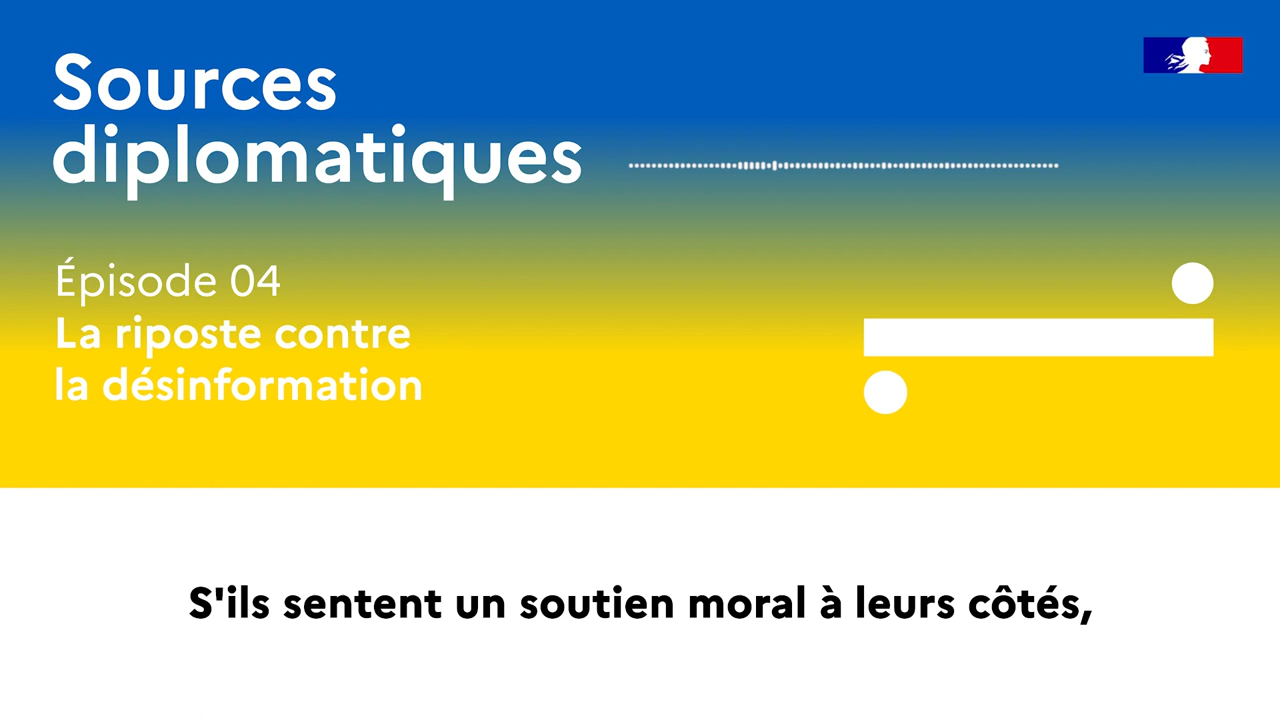 Sources
diplomatiques
Épisode 04
La riposte contre
la désinformation
S'ils sentent un soutien moral à leurs côtés,